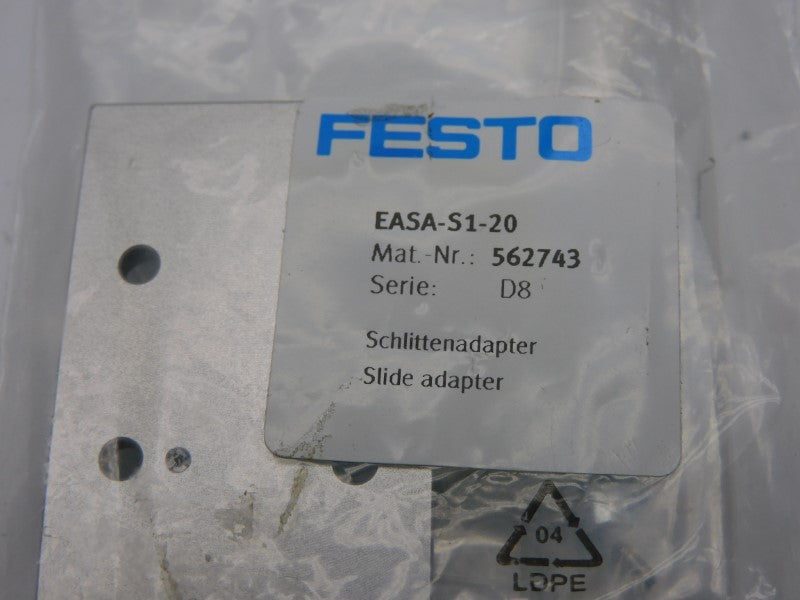 FESTO
EASA-S1-20
Mat.-Nr.: 562743
Serie: D8
Schlittenadapter
Slide adapter
04
LDPE